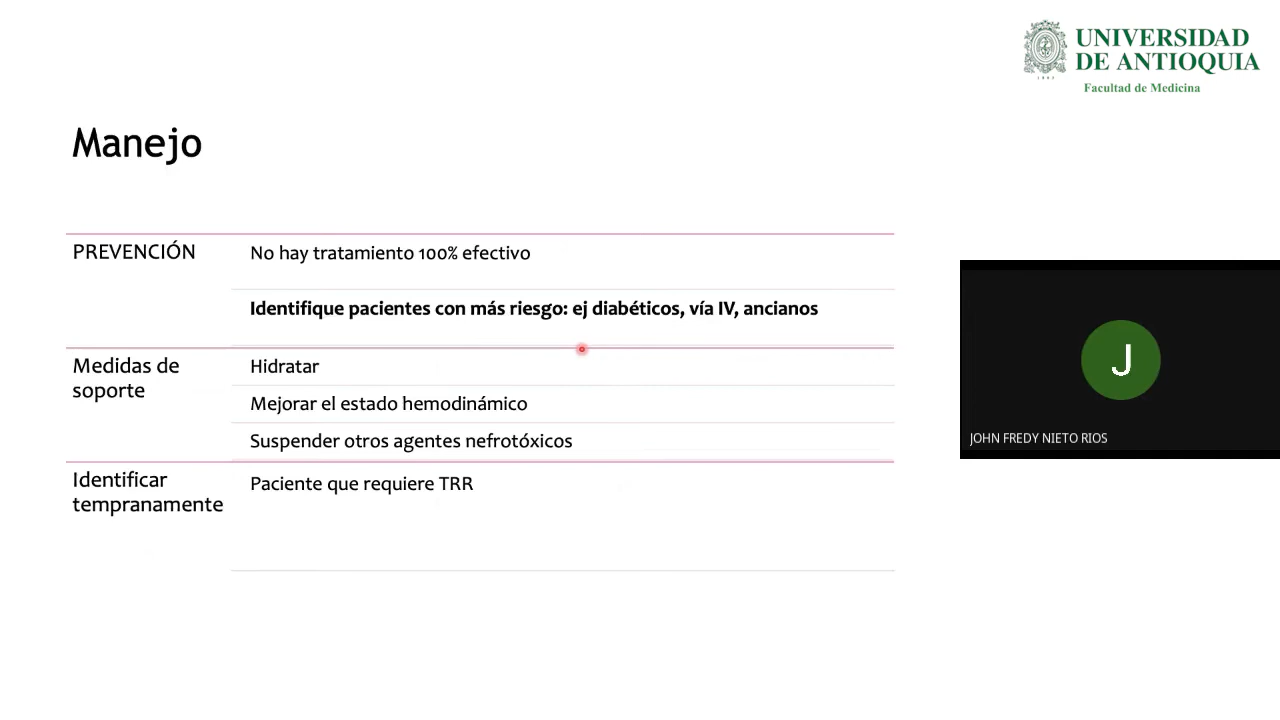 UNIVERSIDAD
DE ANTIOQUIA
1803
Facultad de Medicina
Manejo
PREVENCIÓN
No hay tratamiento 100% efectivo
Identifique pacientes con más riesgo: ej diabéticos, vía IV, ancianos
Medidas de
soporte
Hidratar
Mejorar el estado hemodinámico
Suspender otros agentes nefrotóxicos
Identificar
tempranamente
Paciente que requiere TRR
J
JOHN FREDY NIETO RIOS